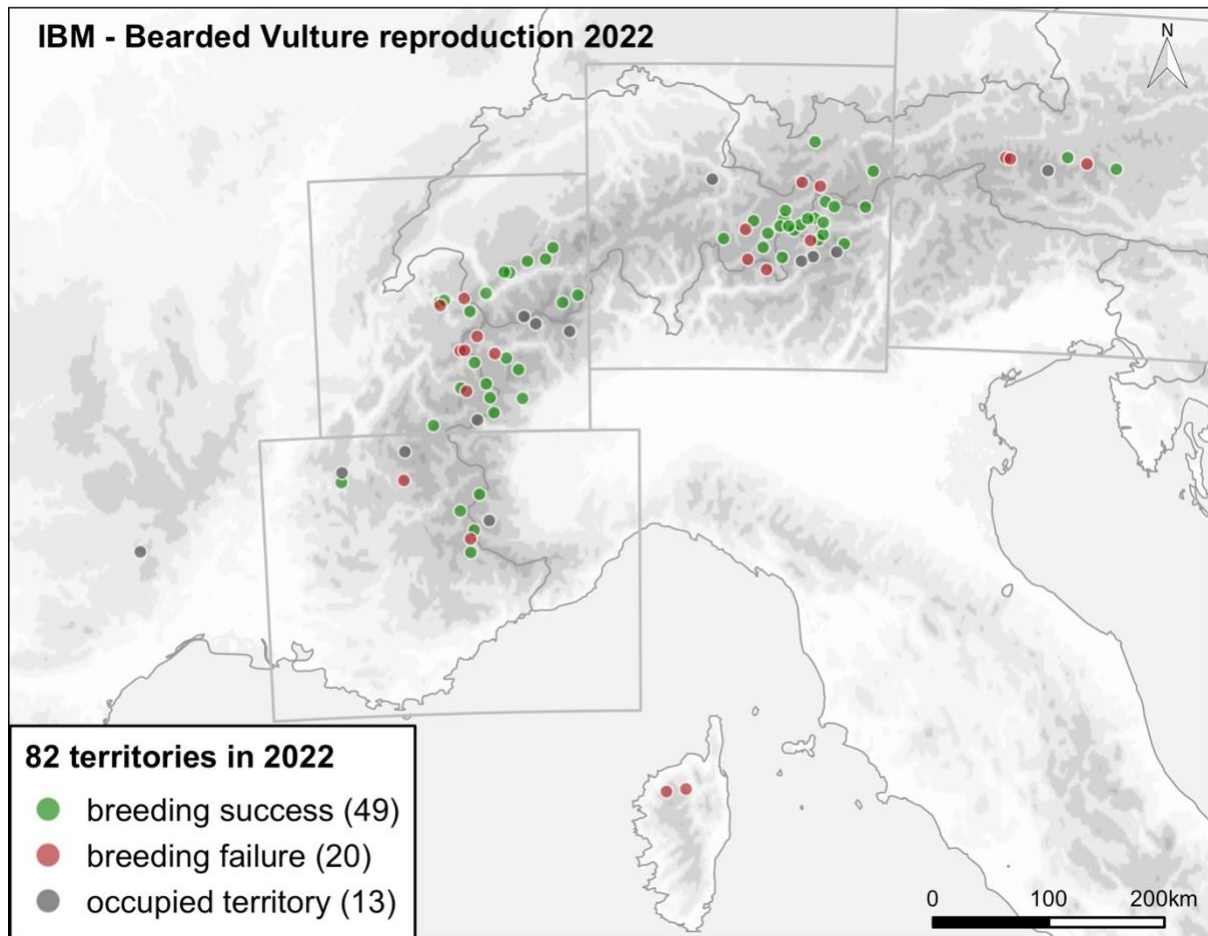 IBM - Bearded Vulture reproduction 2022
N
82 territories in 2022
breeding success (49)
breeding failure (20)
occupied territory (13)
0 100 200km